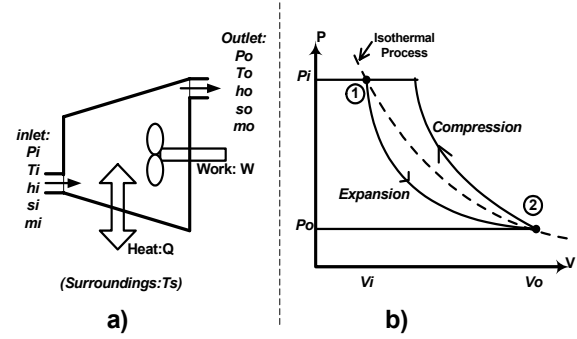 Outlet:
Po
To
ho
so
mo
inlet:
Pi
Ti
hi
si
mi
Work: W
Heat:Q
(Surroundings:Ts)
a)
P
Isothermal
Process
Pi
1
Compression
Expansion
2
Po
V
Vi
Vo
b)